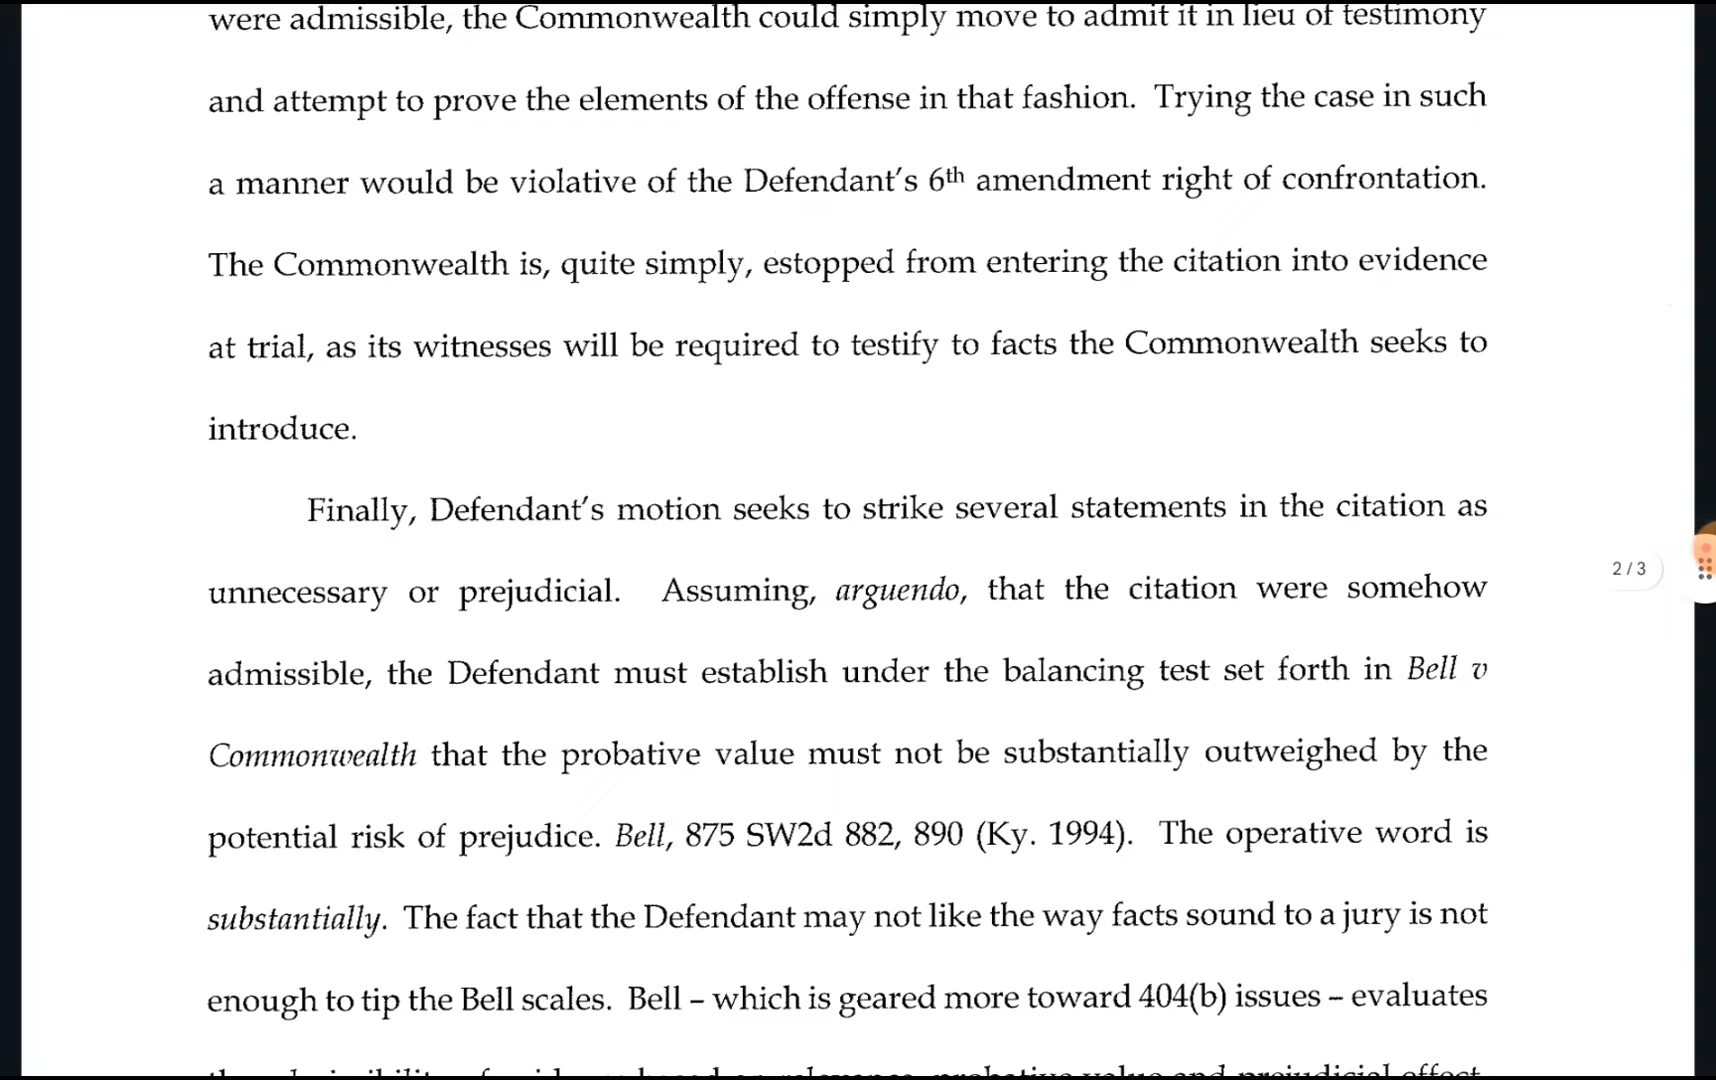 were admissible, the Commonwealth could simply move to admit it in lieu of testimony
and attempt to prove the elements of the offense in that fashion. Trying the case in such
a manner would be violative of the Defendant's 6th amendment right of confrontation.
The Commonwealth is, quite simply, estopped from entering the citation into evidence
at trial, as its witnesses will be required to testify to facts the Commonwealth seeks to
introduce.
Finally, Defendant's motion seeks to strike several statements in the citation as
unnecessary or prejudicial. Assuming, arguendo, that the citation were somehow
admissible, the Defendant must establish under the balancing test set forth in Bell v
Commonwealth that the probative value must not be substantially outweighed by the
potential risk of prejudice. Bell, 875 SW2d 882, 890 (Ky. 1994). The operative word is
substantially. The fact that the Defendant may not like the way facts sound to a jury is not
enough to tip the Bell scales. Bell – which is geared more toward 404(b) issues – evaluates
probative value and prejudicial effect,
2 / 3